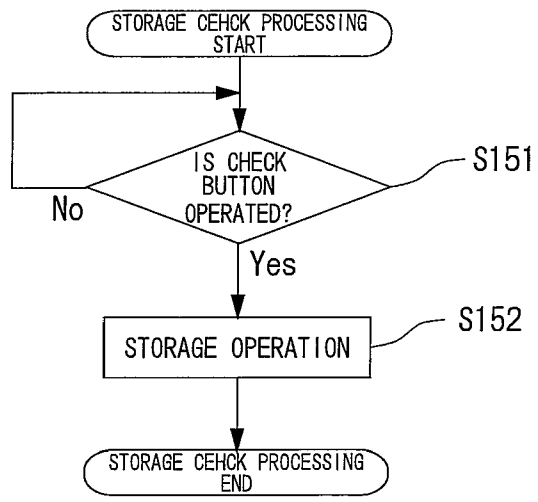 STORAGE CEHCK PROCESSING
START
IS CHECK
BUTTON
OPERATED?
S151
No
Yes
STORAGE OPERATION
S152
STORAGE CEHCK PROCESSING
END